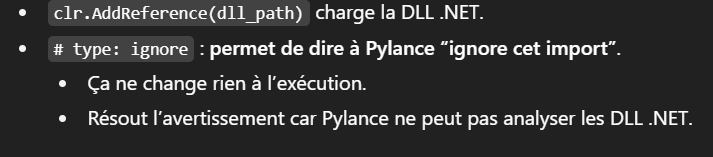 • clr.AddReference(dll_path) charge la DLL .NET.
• # type: ignore : permet de dire à Pylance “ignore cet import”.
• Ça ne change rien à l’exécution.
• Résout l’avertissement car Pylance ne peut pas analyser les DLL .NET.